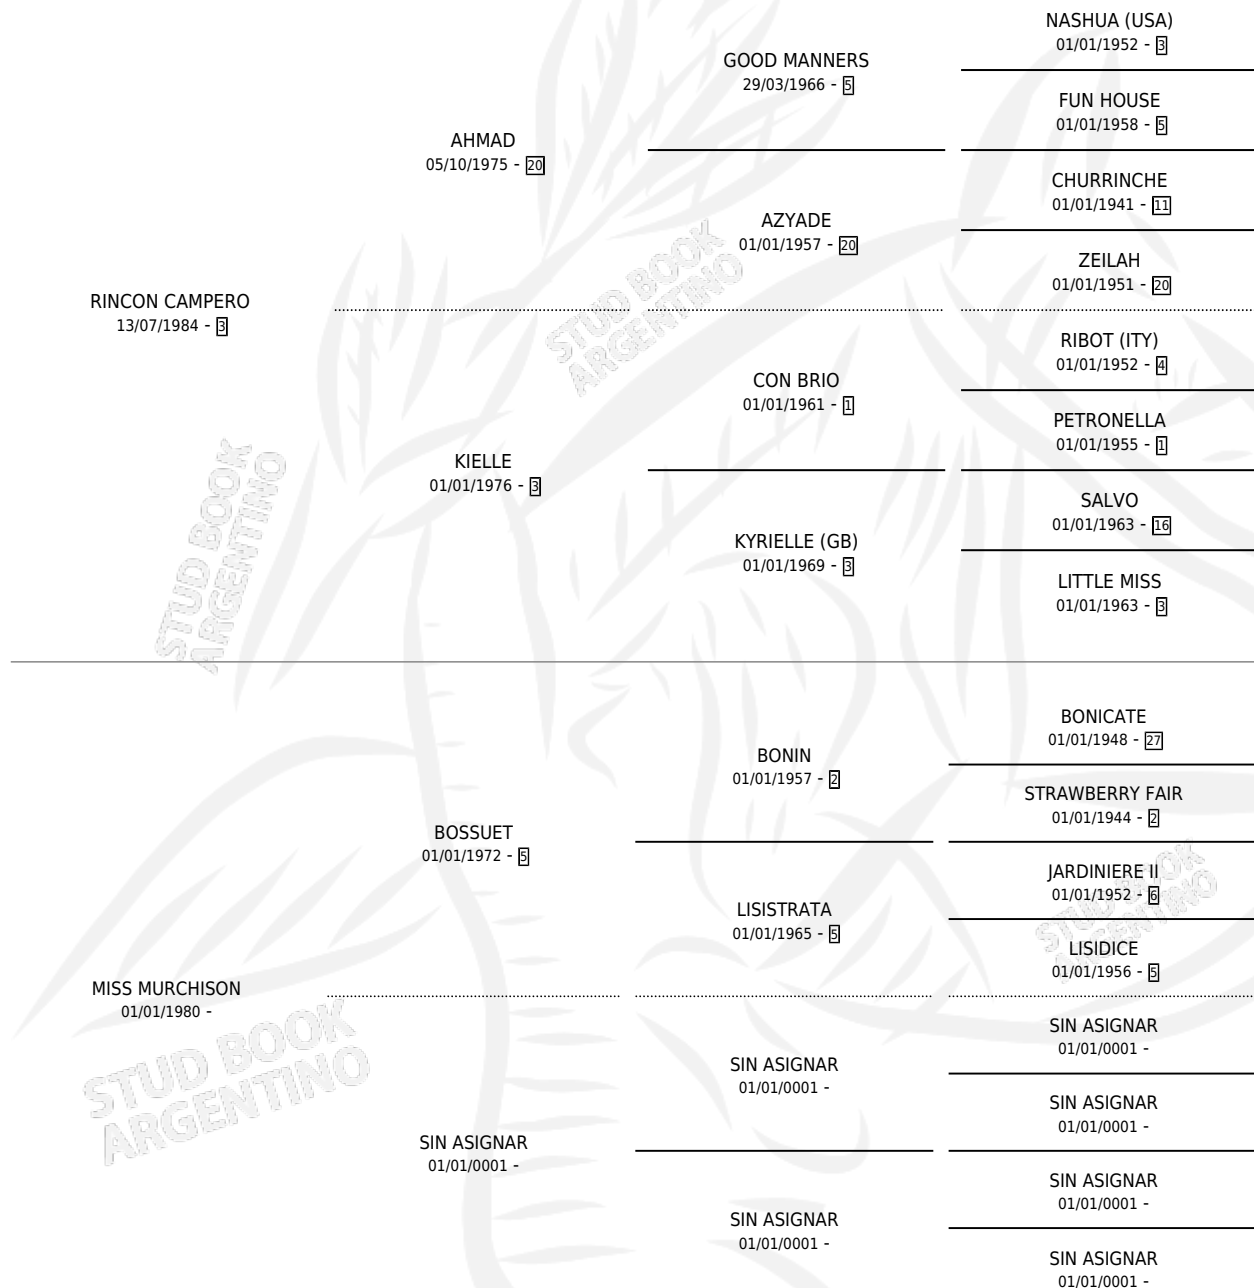 NASHUA (USA)
01/01/1952 - 3
GOOD MANNERS
29/03/1966 - 5
FUN HOUSE
01/01/1958 - 5
AHMAD
05/10/1975 - 20
CHURRINCHE
01/01/1941 - 11
AZYADE
01/01/1957 - 20
ZEILAH
01/01/1951 - 20
RINCON CAMPERO
13/07/1984 - 3
RIBOT (ITY)
01/01/1952 - 4
CON BRIO
01/01/1961 - 1
PETRONELLA
01/01/1955 - 1
KIELLE
01/01/1976 - 3
SALVO
01/01/1963 - 16
KYRIELLE (GB)
01/01/1969 - 3
LITTLE MISS
01/01/1963 - 3
STUD BOOK
ARGENTINO
STUD BOOK
ARGENTINO
BONICATE
01/01/1948 - 27
BONIN
01/01/1957 - 2
STRAWBERRY FAIR
01/01/1944 - 2
BOSSUET
01/01/1972 - 5
JARDINIERE II
01/01/1952 - 6
LISISTRATA
01/01/1965 - 5
LISIDICE
01/01/1956 - 5
STUD BOOK
ARGENTINO
MISS MURCHISON
01/01/1980 -
SIN ASIGNAR
01/01/0001 -
SIN ASIGNAR
01/01/0001 -
SIN ASIGNAR
01/01/0001 -
SIN ASIGNAR
01/01/0001 -
SIN ASIGNAR
01/01/0001 -
SIN ASIGNAR
01/01/0001 -
SIN ASIGNAR
01/01/0001 -
STUD BOOK
ARGENTINO